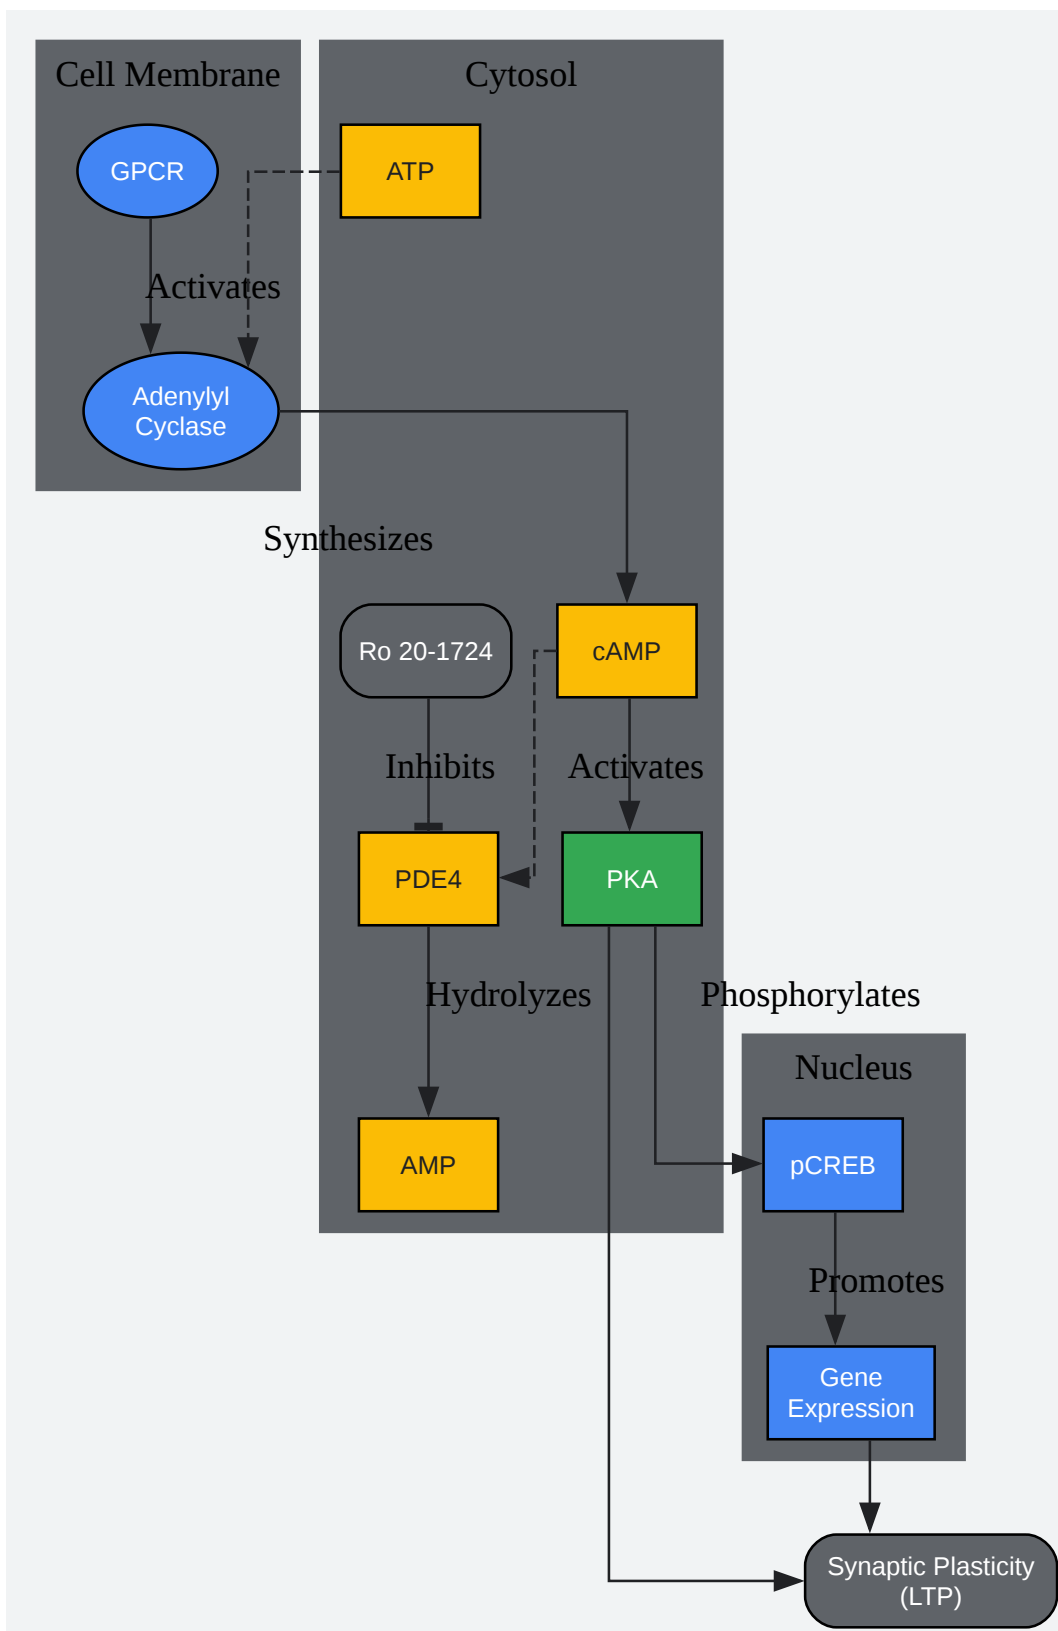 Cell Membrane
Cytosol
GPCR
ATP
Activates
Adenylyl
Cyclase
Synthesizes
Ro 20-1724
cAMP
Inhibits
Activates
PDE4
PKA
Hydrolyzes
Phosphorylates
Nucleus
AMP
pCREB
Promotes
Gene
Expression
Synaptic Plasticity
(LTP)